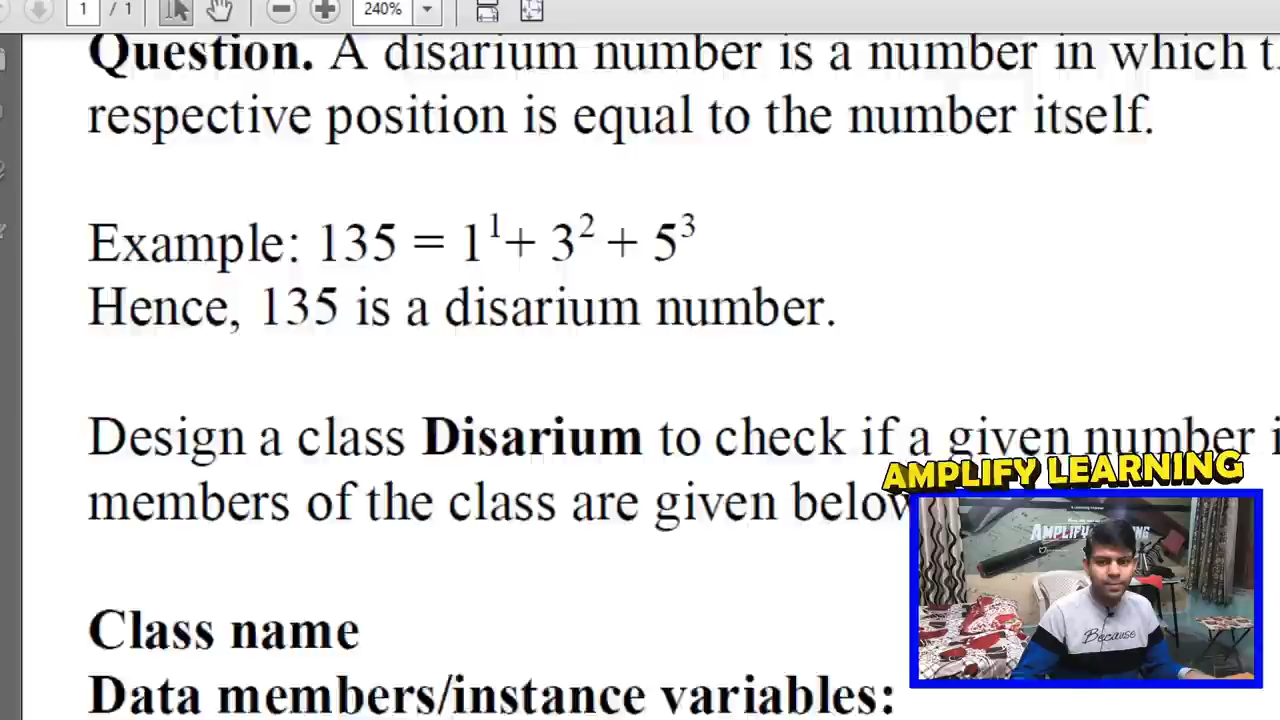 1 / 1 240%
Question. A disarium number is a number in which
respective position is equal to the number itself.
Example: 135 = 1¹+ 3² + 5³
Hence, 135 is a disarium number.
Design a class Disarium to check if a given number
members of the class are given below
AMPLIFY LEARNING
Because
Class name
Data members/instance variables: